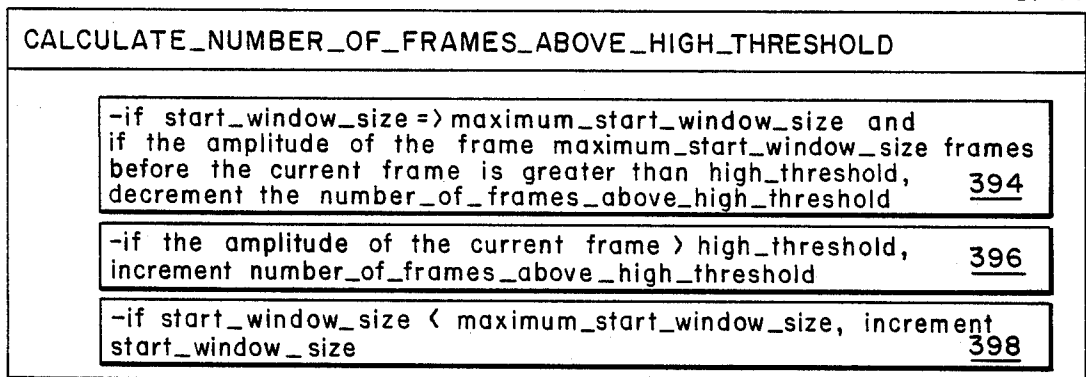 CALCULATE_NUMBER_OF_FRAMES_ABOVE_HIGH_THRESHOLD
-if start_window_size => maximum_start_window_size and
if the amplitude of the frame maximum_start_window_size frames
before the current frame is greater than high_threshold,
decrement the number_of_frames_above_high_threshold 394
-if the amplitude of the current frame > high_threshold,
increment number_of_frames_above_high_threshold 396
-if start_window_size < maximum_start_window_size, increment
start_window_size 398